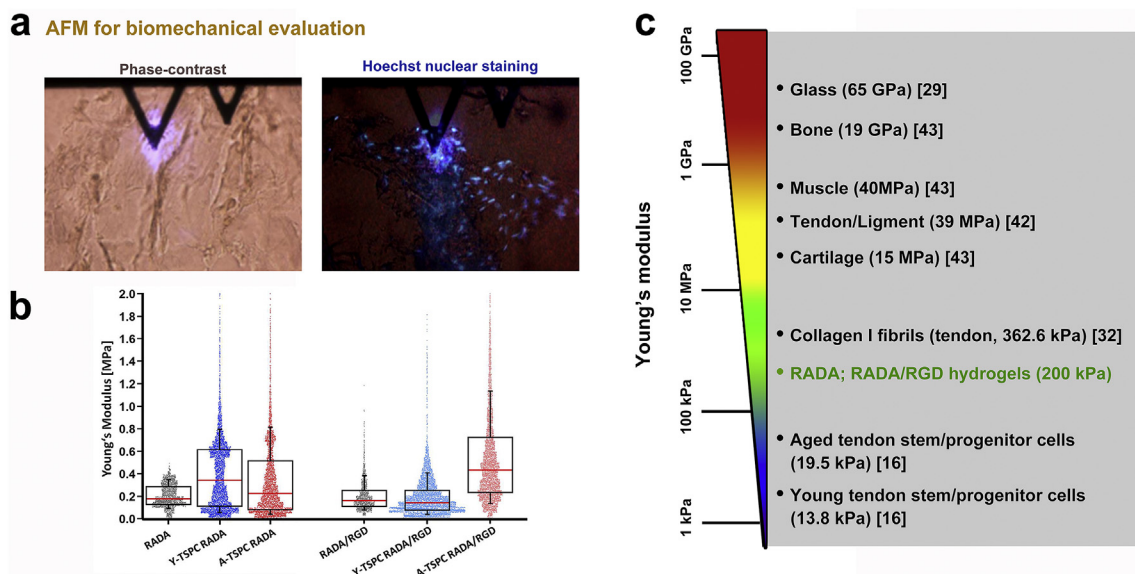 a AFM for biomechanical evaluation
Phase-contrast
Hoechst nuclear staining
b
Young's Modulus [MPa]
2.0
1.8
1.6
1.4
1.2
1.0
0.8
0.6
0.4
0.2
0.0
RADA
Y-TSPC RADA
A-TSPC RADA
RADA/RGD
Y-TSPC RADA/RGD
A-TSPC RADA/RGD
c
Young's modulus
100 GPa
1 GPa
10 MPa
100 kPa
1 kPa
• Glass (65 GPa) [29]
• Bone (19 GPa) [43]
• Muscle (40MPa) [43]
• Tendon/Ligment (39 MPa) [42]
• Cartilage (15 MPa) [43]
• Collagen I fibrils (tendon, 362.6 kPa) [32]
• RADA; RADA/RGD hydrogels (200 kPa)
• Aged tendon stem/progenitor cells
(19.5 kPa) [16]
• Young tendon stem/progenitor cells
(13.8 kPa) [16]